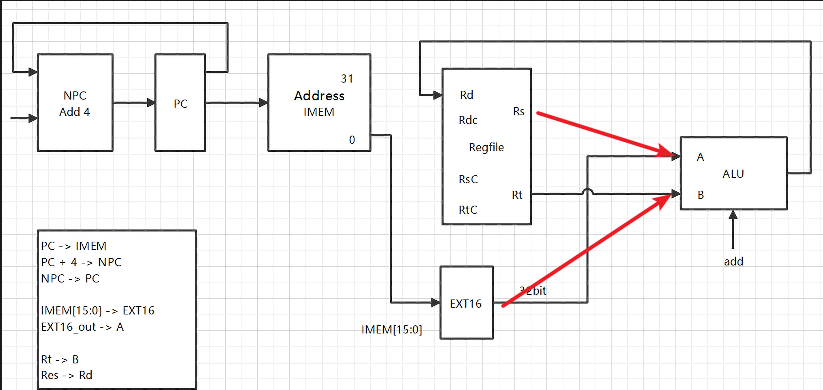 NPC
Add 4
PC
31
Address
IMEM
0
Rd
Rdc
Rs
Regfile
RsC
Rt
RtC
A
ALU
B
add
32bit
EXT16
IMEM[15:0]
PC -> IMEM
PC + 4 -> NPC
NPC -> PC
IMEM[15:0] -> EXT16
EXT16_out -> A
Rt -> B
Res -> Rd